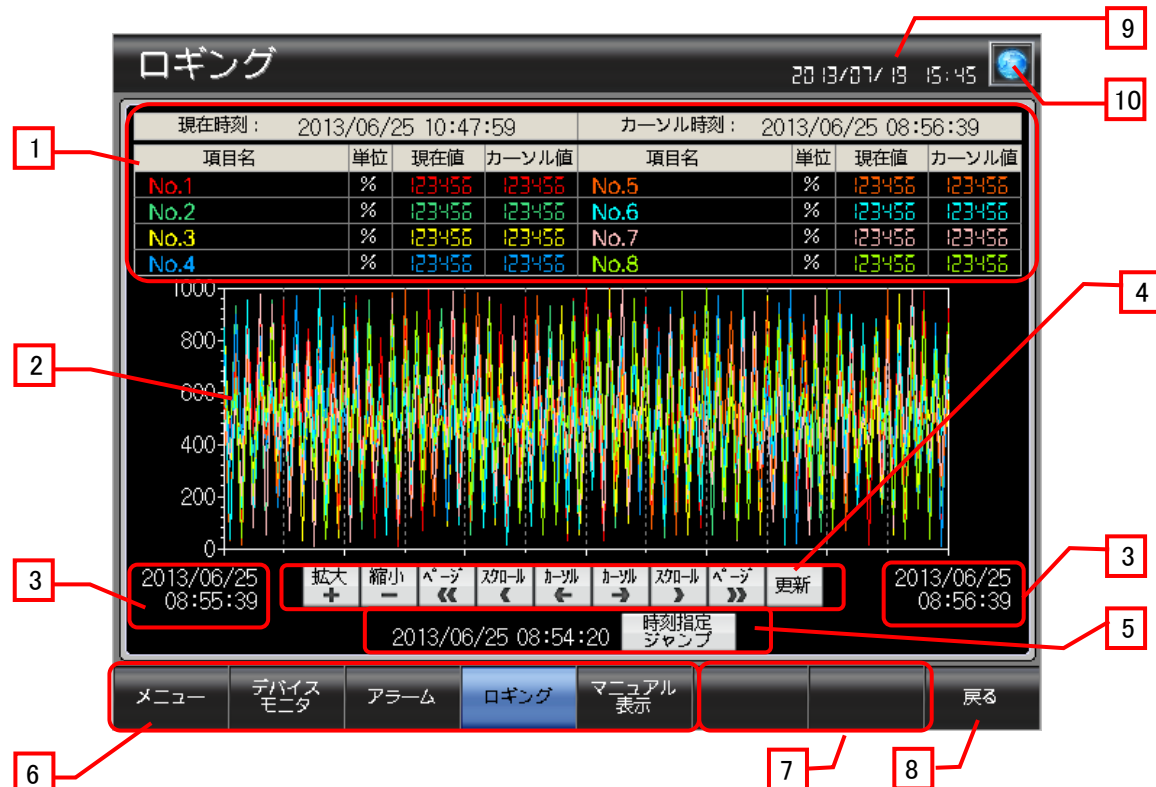 9
ロギング
2013/07/19 15:45
10
1
現在時刻： 2013/06/25 10:47:59 カーソル時刻： 2013/06/25 08:56:39
項目名 単位 現在値 カーソル値 項目名 単位 現在値 カーソル値
No.1 % 123456 123456 No.5 % 123456 123456
No.2 % 123456 123456 No.6 % 123456 123456
No.3 % 123456 123456 No.7 % 123456 123456
No.4 % 123456 123456 No.8 % 123456 123456
4
1000
800
2
600
400
200
0
3
2013/06/25
08:55:39
拡大 + 縮小 − ページ ≪ スクロール ＜ カーソル ← カーソル → スクロール ＞ ページ ≫ 更新
2013/06/25
08:56:39
3
2013/06/25 08:54:20 時刻指定
ジャンプ
5
メニュー デバイス
モニタ アラーム ロギング マニュアル
表示 戻る
6
7
8